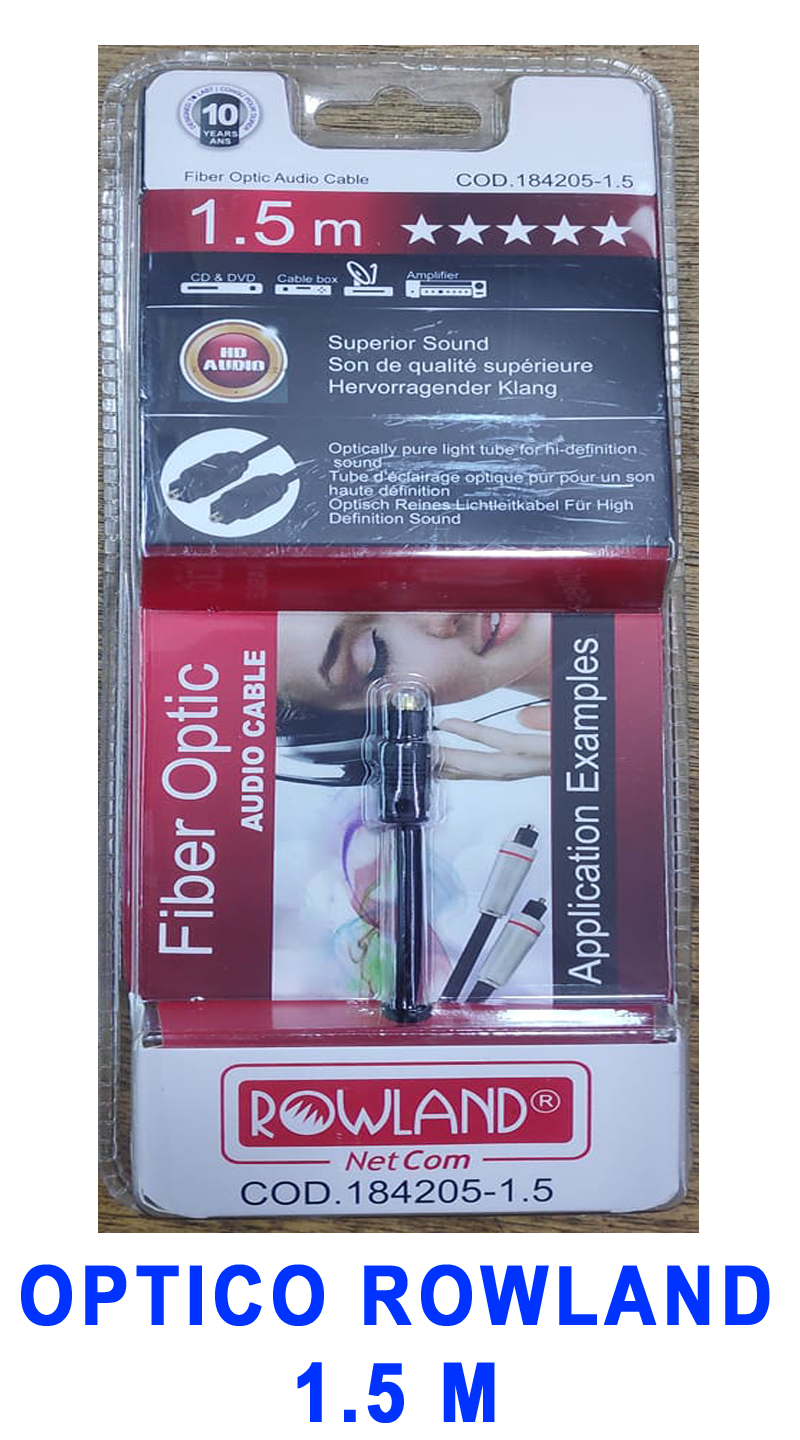 10
YEARS
ANS
Fiber Optic Audio Cable
COD.184205-1.5
1.5 m
CD & DVD
Cable box
Amplifier
HD
AUDIO
Superior Sound
Son de qualité supérieure
Hervorragender Klang
Optically pure light tube for hi-definition
sound
Tube d'éclairage optique pur pour un son
haute définition
Optisch Reines Lichtleitkabel Für High
Definition Sound
Fiber Optic
AUDIO CABLE
Application Examples
ROWLAND®
NetCom
COD.184205-1.5
OPTICO ROWLAND
1.5 M